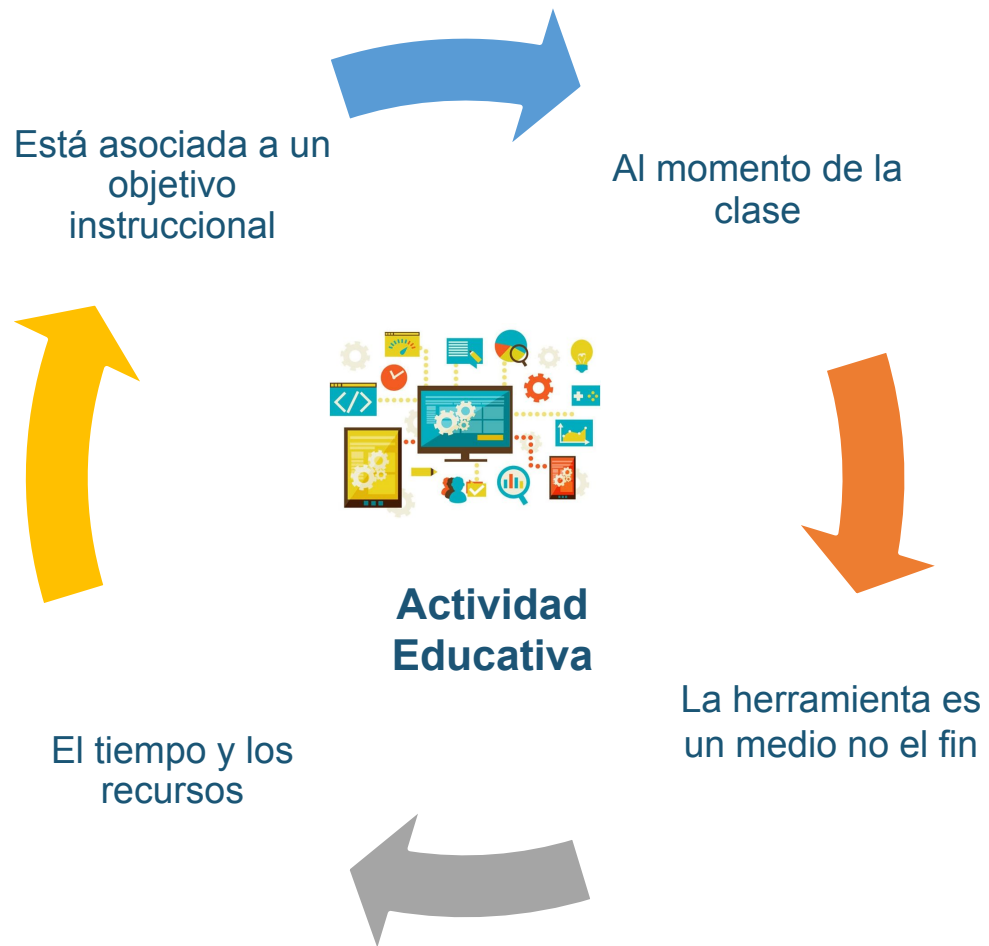 Está asociada a un
objetivo
instruccional
Al momento de la
clase
</>
Actividad
Educativa
La herramienta es
un medio no el fin
El tiempo y los
recursos